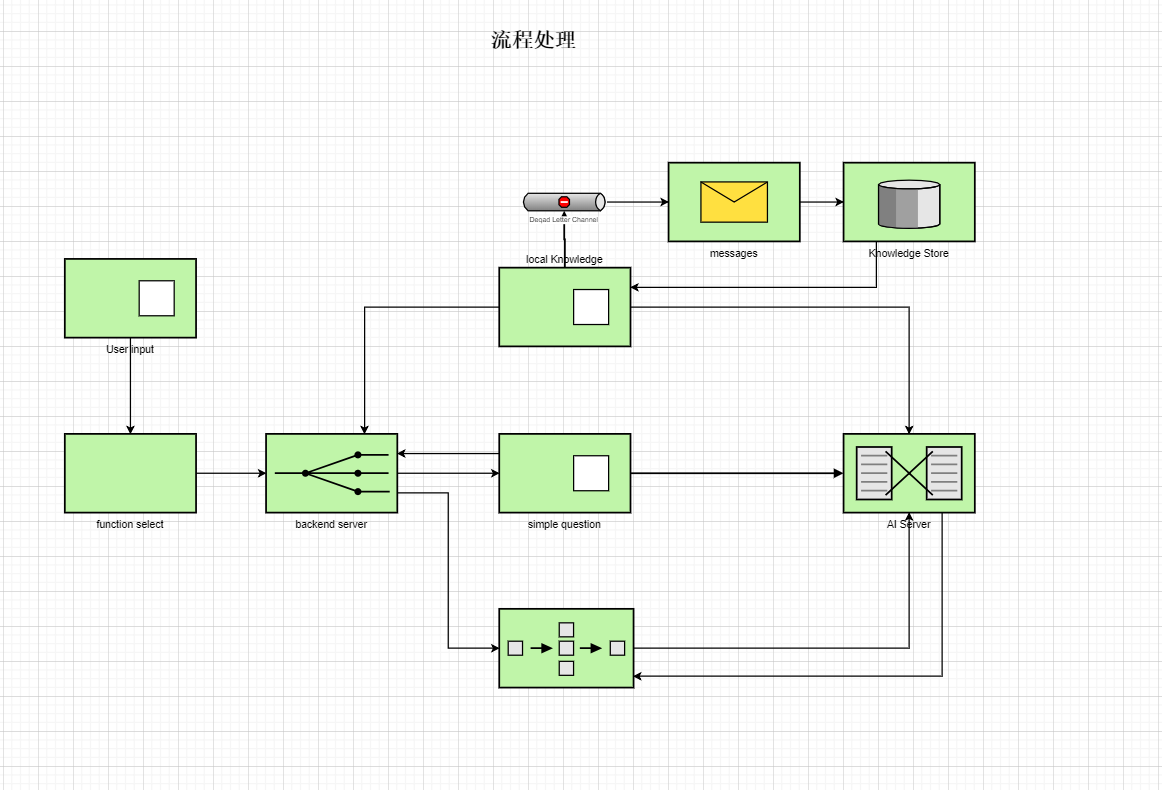 流程处理
Deqad Letter Channel
messages
Knowledge Store
local Knowledge
User input
function select
backend server
simple question
AI Server